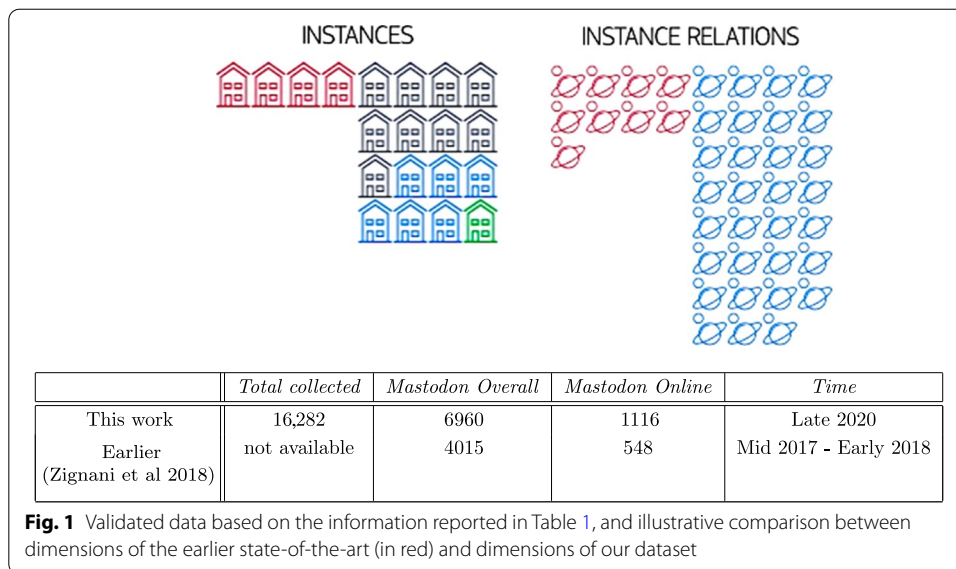 INSTANCES
INSTANCE RELATIONS
Total collected Mastodon Overall Mastodon Online Time
This work 16,282 6960 1116 Late 2020
Earlier not available 4015 548 Mid 2017 - Early 2018
(Zignani et al 2018)
Fig. 1 Validated data based on the information reported in Table 1, and illustrative comparison between
dimensions of the earlier state-of-the-art (in red) and dimensions of our dataset